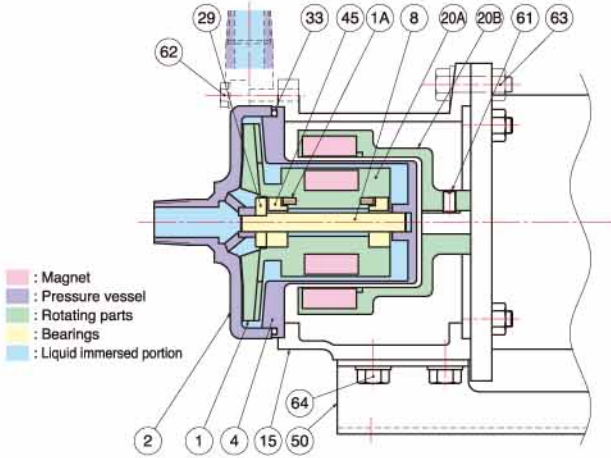 29 33 45 1A 8 20A 20B 61 63
62
: Magnet
: Pressure vessel
: Rotating parts
: Bearings
: Liquid immersed portion
64
2 1 4 15 50